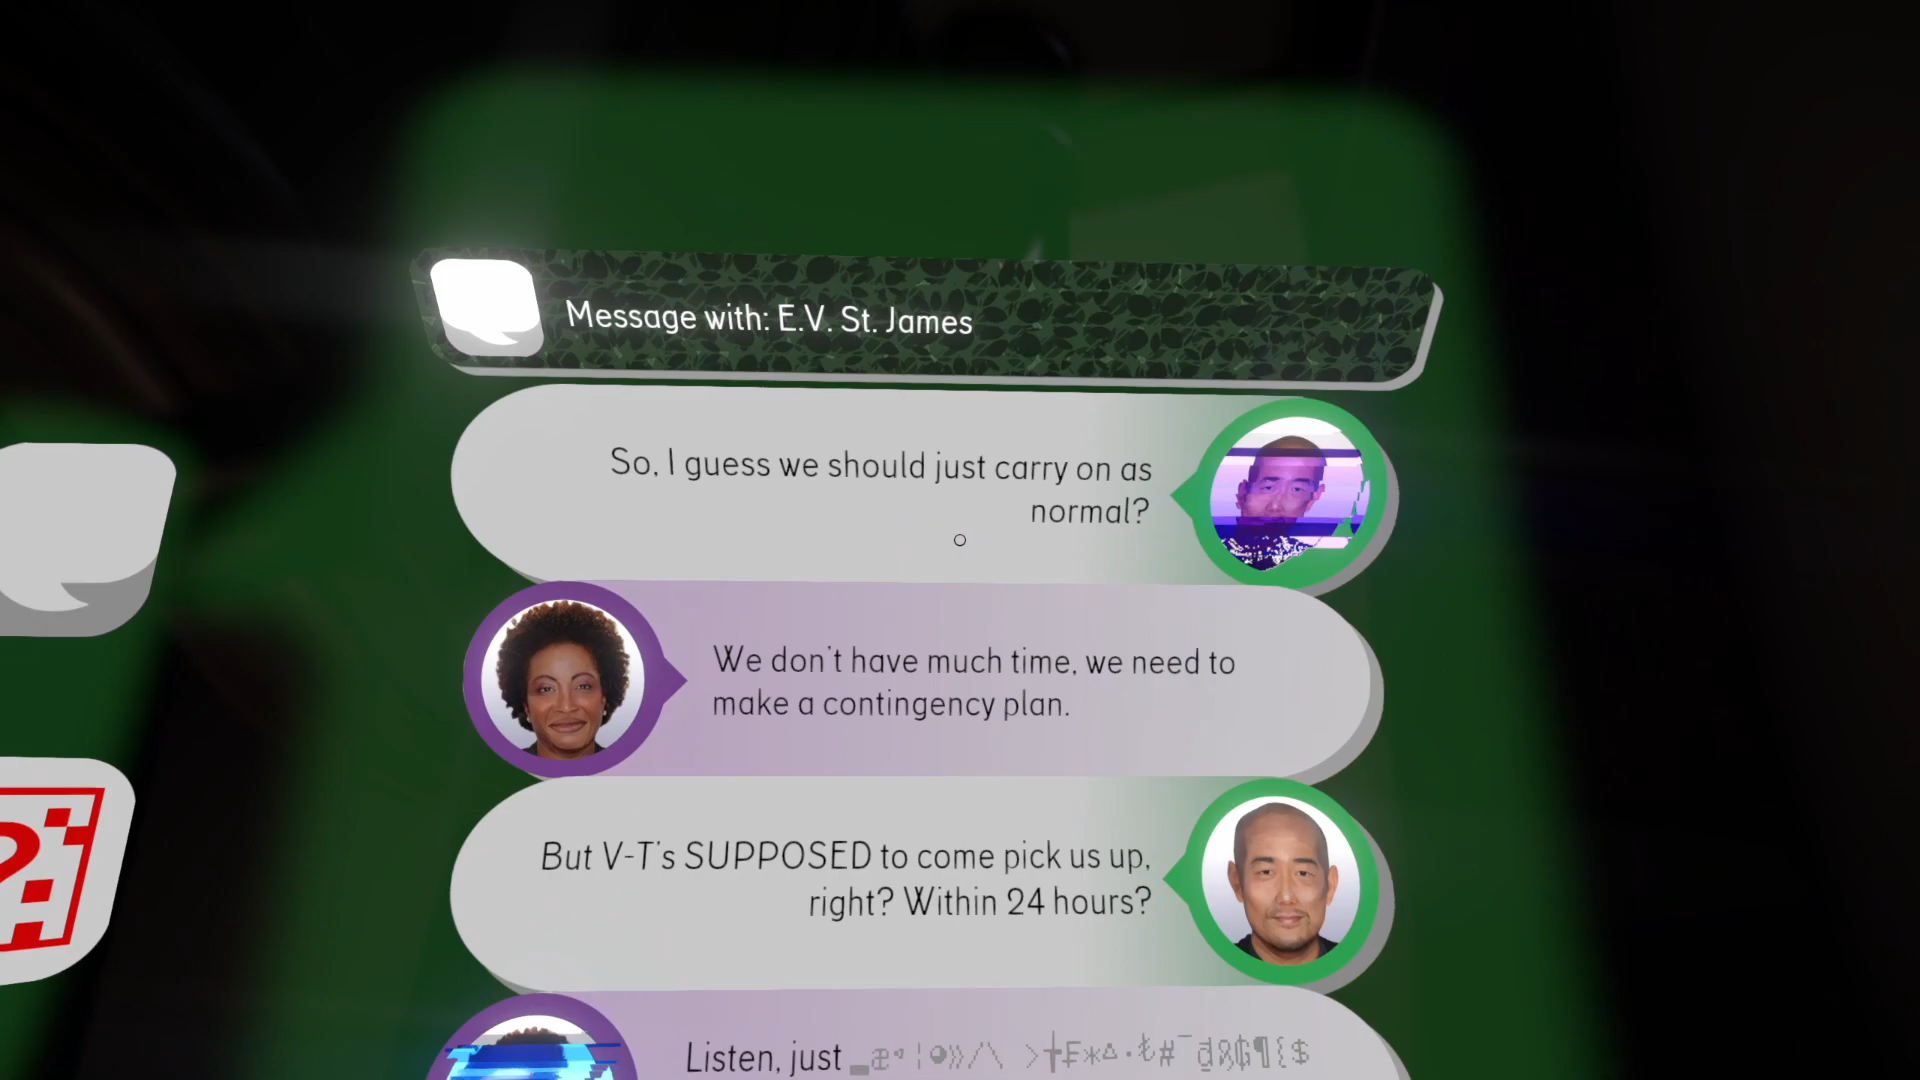 Message with: E.V. St. James
So, I guess we should just carry on as
normal?
We don't have much time, we need to
make a contingency plan.
But V-T's SUPPOSED to come pick us up,
right? Within 24 hours?
?
Listen, just